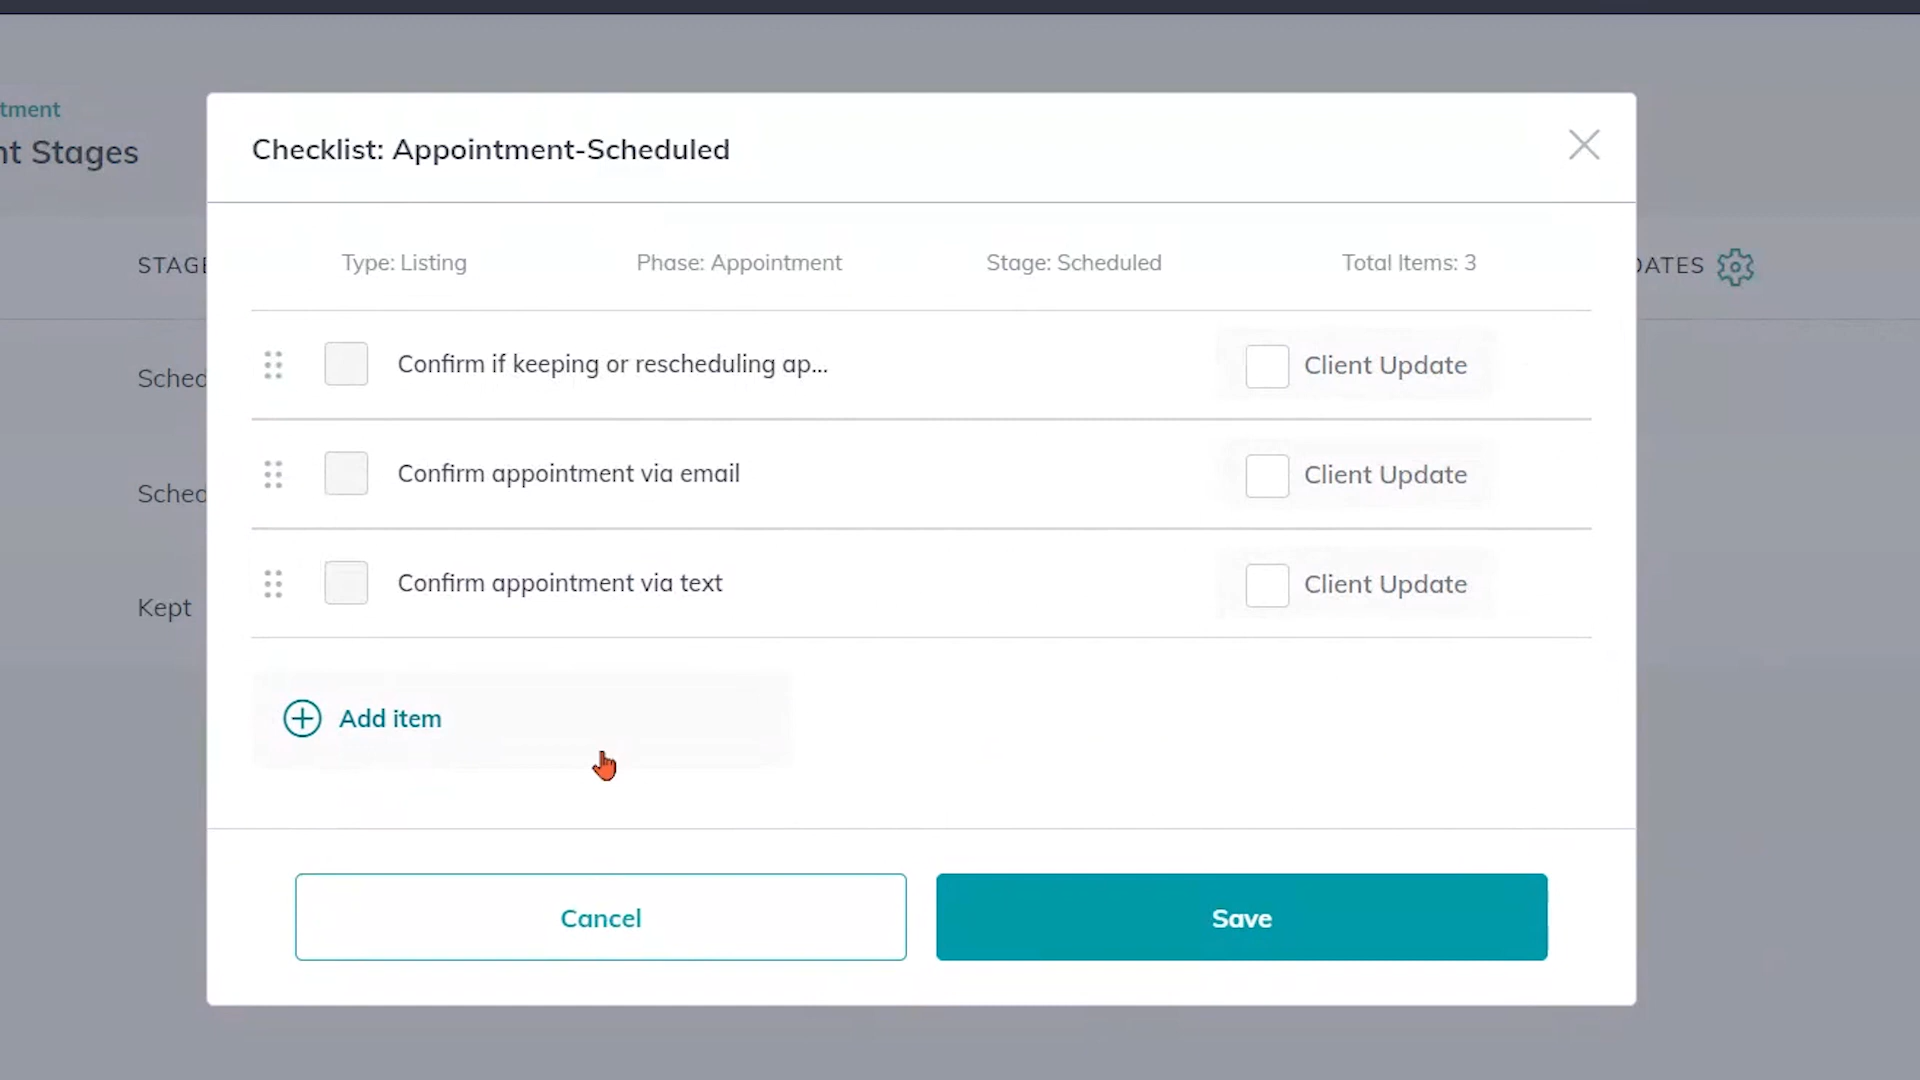 tment
nt Stages
Checklist: Appointment-Scheduled
STAGE
Type: Listing
Phase: Appointment
Stage: Scheduled
Total Items: 3
DATES
Sched
Confirm if keeping or rescheduling ap...
Client Update
Sched
Confirm appointment via email
Client Update
Kept
Confirm appointment via text
Client Update
Add item
Cancel
Save